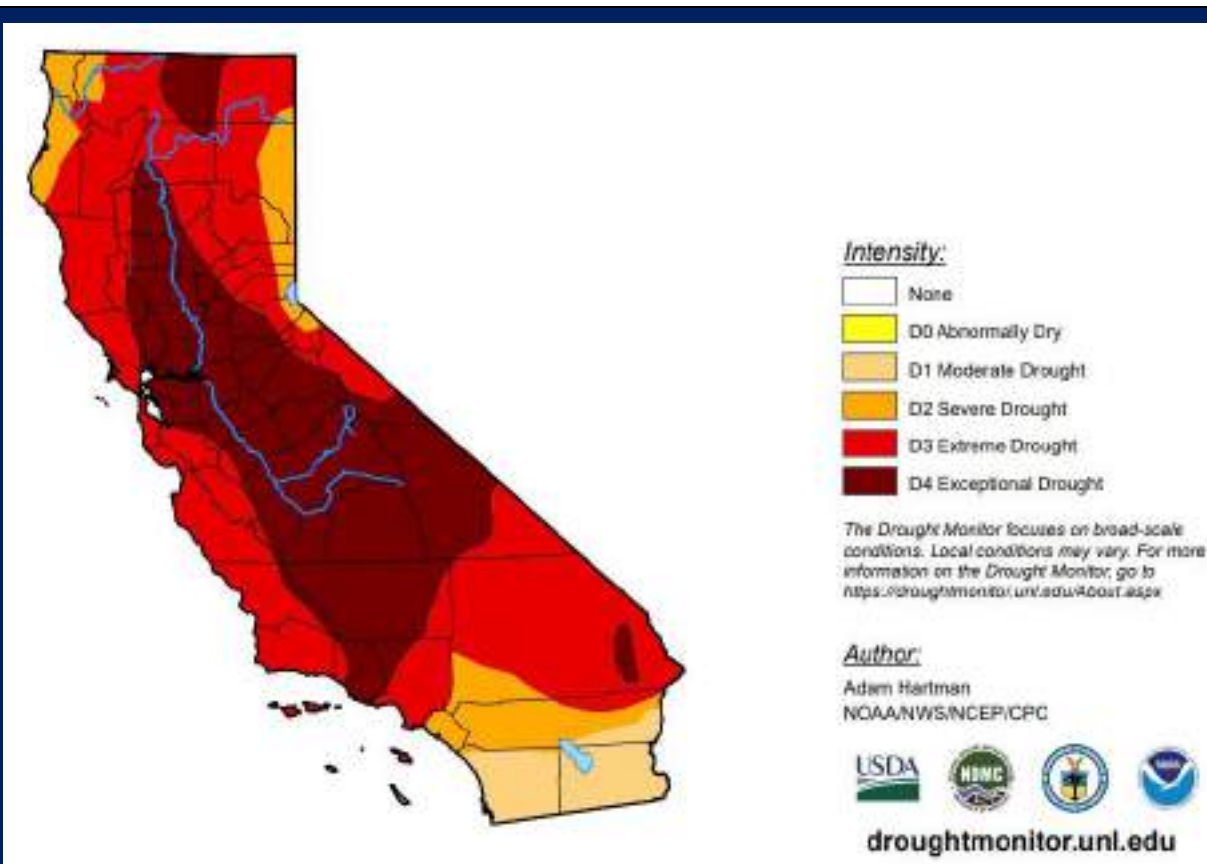 Intensity:
None
D0 Abnormally Dry
D1 Moderate Drought
D2 Severe Drought
D3 Extreme Drought
D4 Exceptional Drought
The Drought Monitor focuses on broad-scale
conditions. Local conditions may vary. For more
information on the Drought Monitor, go to
https://droughtmonitor.unl.edu/About.aspx
Author:
Adam Hartman
NOAA/NWS/NCEP/CPC
USDA
NDMC
droughtmonitor.unl.edu